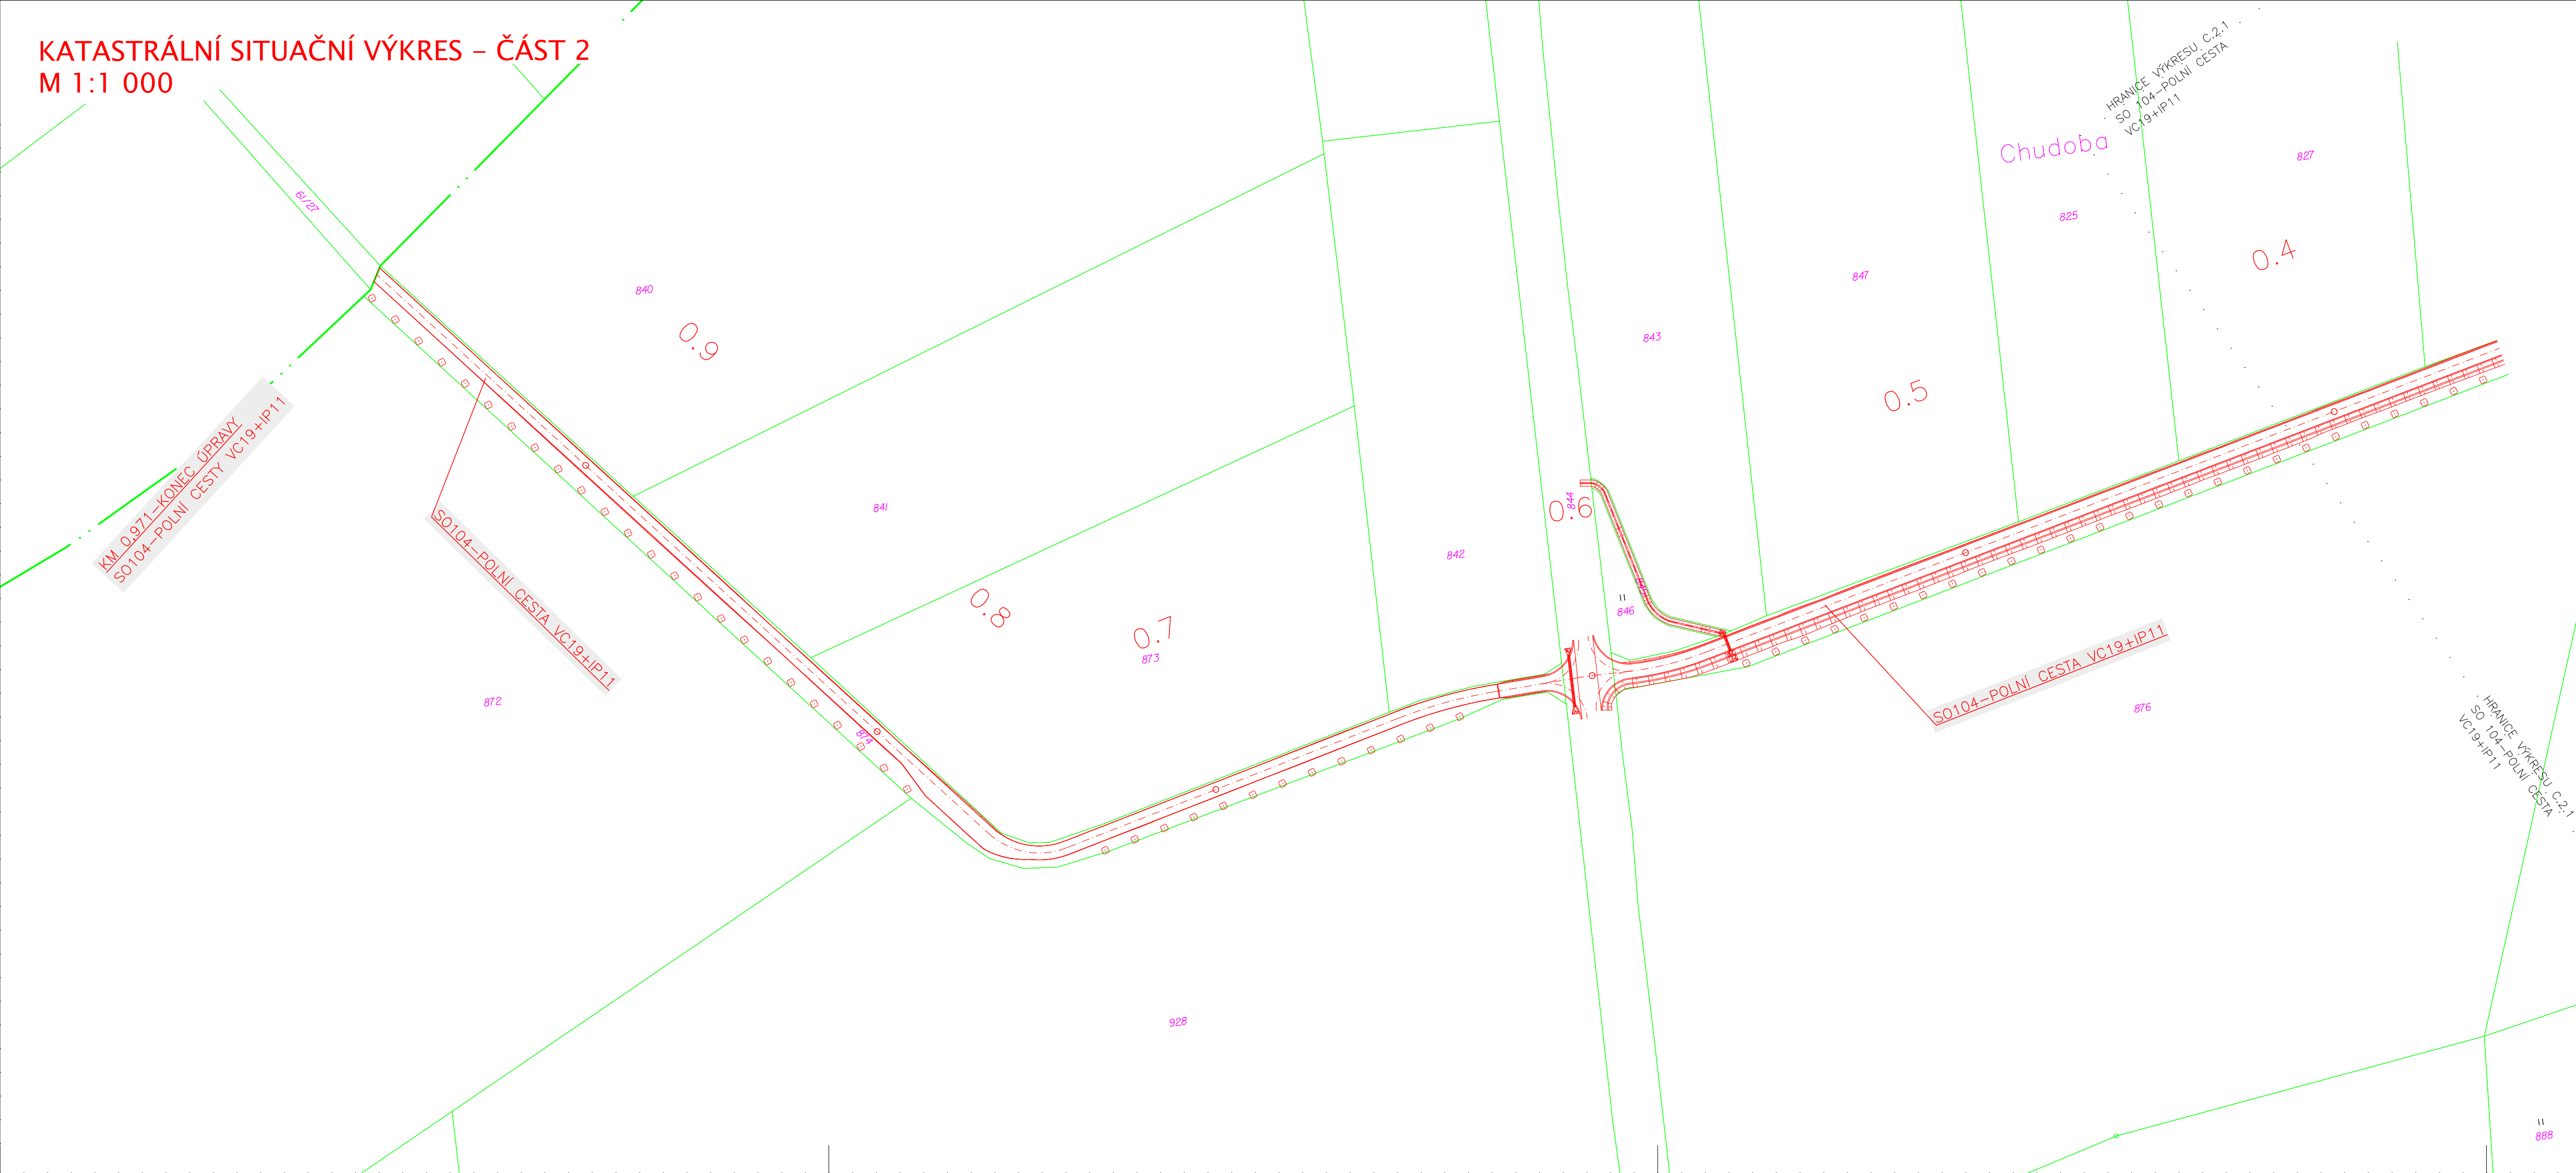 KATASTRÁLNÍ SITUAČNÍ VÝKRES – ČÁST 2
M 1:1 000
HRANICE VÝKRESU C.2.1
SO 104–POLNÍ CESTA
VC19+IP11
Chudoba
827
825
61/27
0.4
847
840
843
0.9
0.5
KM 0,971–KONEC ÚPRAVY
SO104–POLNÍ CESTY VC19+IP11
844
0.6
841
SO104–POLNÍ CESTA VC19+IP11
842
846
0.8
0.7
873
SO104–POLNÍ CESTA VC19+IP11
872
874
876
HRANICE VÝKRESU C.2.1
SO 104–POLNÍ CESTA
VC19+IP11
928
888